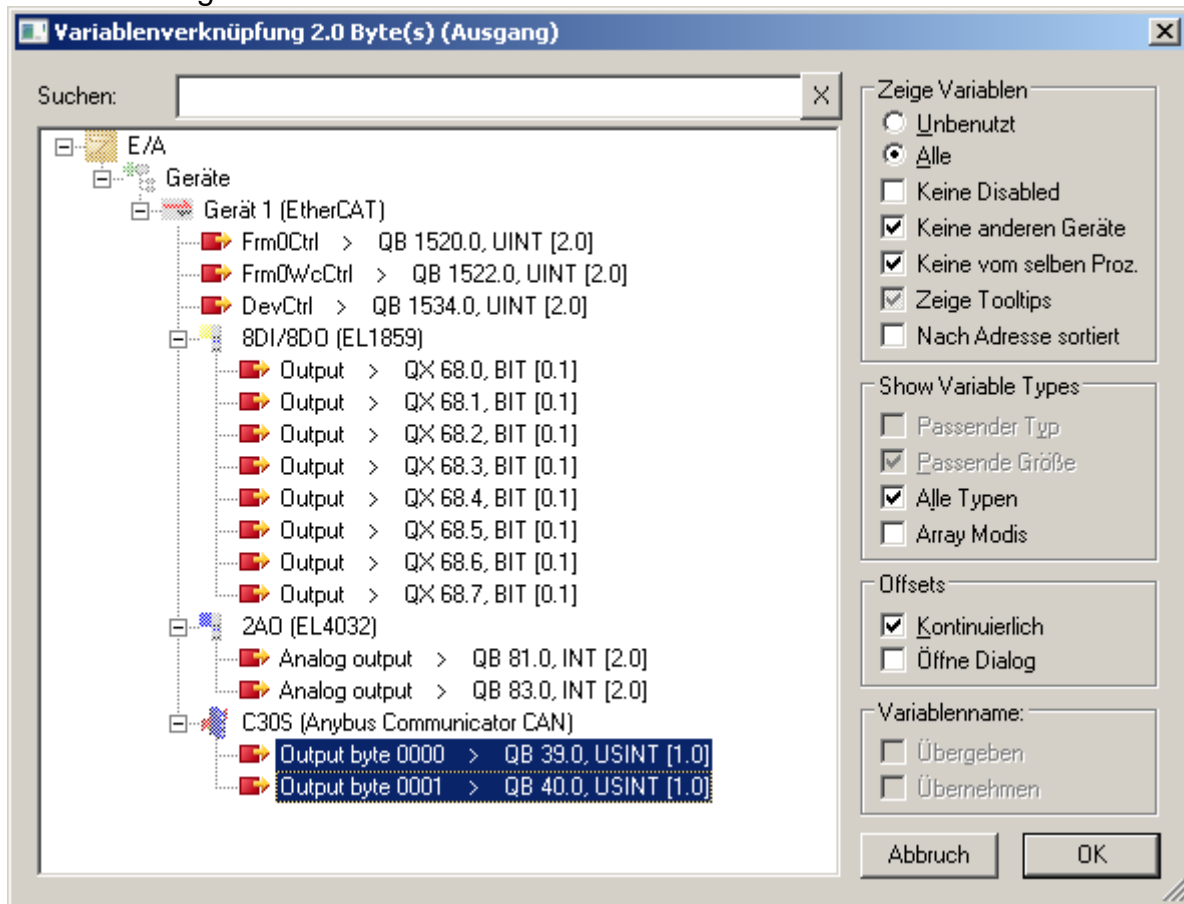 Variablenverknüpfung 2.0 Byte(s) (Ausgang)
Suchen:
X
E/A
Geräte
Gerät 1 (EtherCAT)
Frm0Ctrl > QB 1520.0, UINT [2.0]
Frm0WcCtrl > QB 1522.0, UINT [2.0]
DevCtrl > QB 1534.0, UINT [2.0]
8DI/8DO (EL1859)
Output > QX 68.0, BIT [0.1]
Output > QX 68.1, BIT [0.1]
Output > QX 68.2, BIT [0.1]
Output > QX 68.3, BIT [0.1]
Output > QX 68.4, BIT [0.1]
Output > QX 68.5, BIT [0.1]
Output > QX 68.6, BIT [0.1]
Output > QX 68.7, BIT [0.1]
2AO (EL4032)
Analog output > QB 81.0, INT [2.0]
Analog output > QB 83.0, INT [2.0]
C30S (Anybus Communicator CAN)
Output byte 0000 > QB 39.0, USINT [1.0]
Output byte 0001 > QB 40.0, USINT [1.0]
Zeige Variablen
Unbenutzt
Alle
Keine Disabled
Keine anderen Geräte
Keine vom selben Proz.
Zeige Tooltips
Nach Adresse sortiert
Show Variable Types
Passender Typ
Passende Größe
Alle Typen
Array Modis
Offsets
Kontinuierlich
Öffne Dialog
Variablenname:
Übergeben
Übernehmen
Abbruch
OK